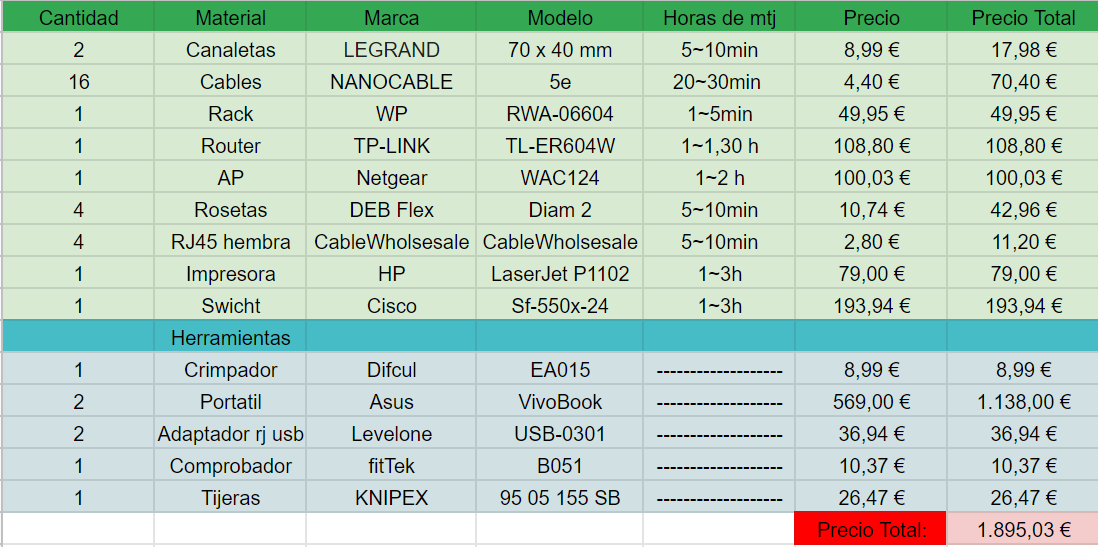 Cantidad Material Marca Modelo Horas de mtj Precio Precio Total
2 Canaletas LEGRAND 70 x 40 mm 5~10min 8,99 € 17,98 €
16 Cables NANOCABLE 5e 20~30min 4,40 € 70,40 €
1 Rack WP RWA-06604 1~5min 49,95 € 49,95 €
1 Router TP-LINK TL-ER604W 1~1,30 h 108,80 € 108,80 €
1 AP Netgear WAC124 1~2 h 100,03 € 100,03 €
4 Rosetas DEB Flex Diam 2 5~10min 10,74 € 42,96 €
4 RJ45 hembra CableWholsesale CableWholsesale 5~10min 2,80 € 11,20 €
1 Impresora HP LaserJet P1102 1~3h 79,00 € 79,00 €
1 Swicht Cisco Sf-550x-24 1~3h 193,94 € 193,94 €
Herramientas
1 Crimpador Difcul EA015 ------------------- 8,99 € 8,99 €
2 Portatil Asus VivoBook ------------------- 569,00 € 1.138,00 €
2 Adaptador rj usb Levelone USB-0301 ------------------- 36,94 € 36,94 €
1 Comprobador fitTek B051 ------------------- 10,37 € 10,37 €
1 Tijeras KNIPEX 95 05 155 SB ------------------- 26,47 € 26,47 €
Precio Total: 1.895,03 €